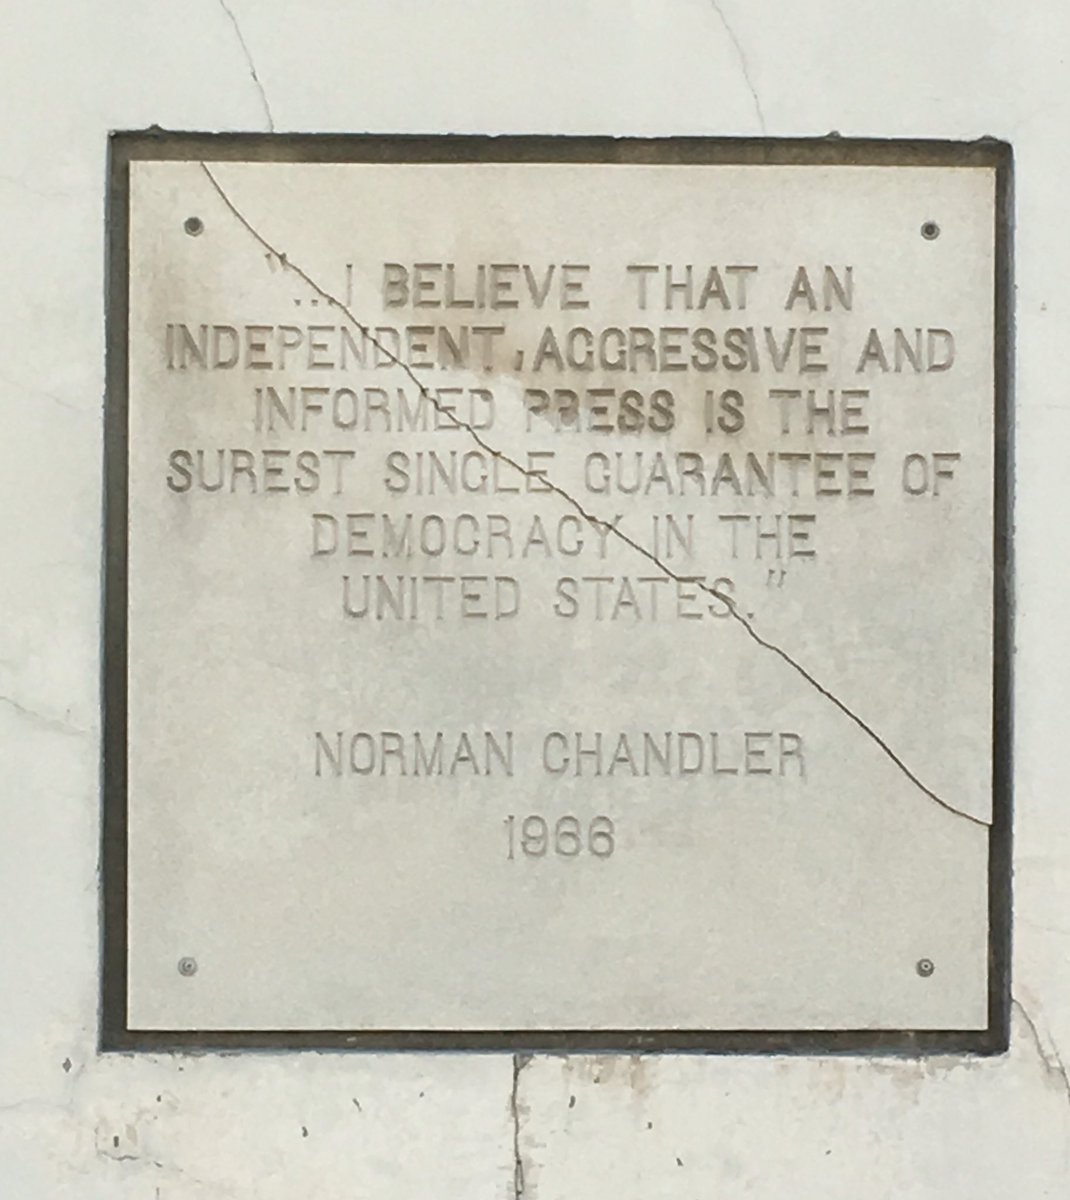 "...I BELIEVE THAT AN
INDEPENDENT, AGGRESSIVE AND
INFORMED PRESS IS THE
SUREST SINGLE GUARANTEE OF
DEMOCRACY IN THE
UNITED STATES."
NORMAN CHANDLER
1966